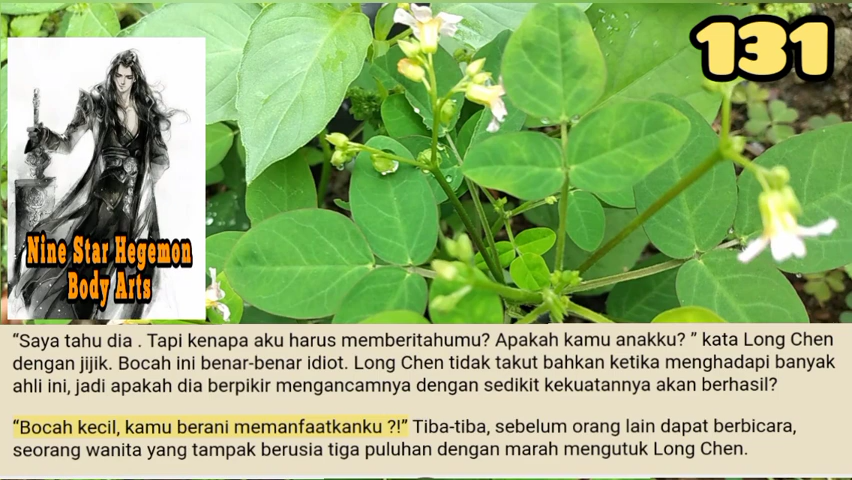 131
Nine Star Hegemon
Body Arts
“Saya tahu dia . Tapi kenapa aku harus memberitahumu? Apakah kamu anakku? ” kata Long Chen
dengan jijik. Bocah ini benar-benar idiot. Long Chen tidak takut bahkan ketika menghadapi banyak
ahli ini, jadi apakah dia berpikir mengancamnya dengan sedikit kekuatannya akan berhasil?
“Bocah kecil, kamu berani memanfaatkanku ?!” Tiba-tiba, sebelum orang lain dapat berbicara,
seorang wanita yang tampak berusia tiga puluhan dengan marah mengutuk Long Chen.